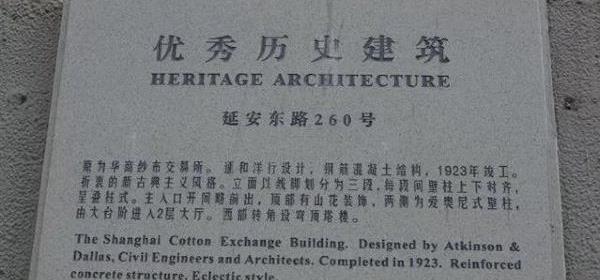 优秀历史建筑
HERITAGE ARCHITECTURE
延安东路260号
原为华商纱布交易所。通和洋行设计，钢筋混凝土结构，1923年竣工。
折衷的新古典主义风格。立面以线脚划分为三段，每段间壁柱上下对齐，
呈叠柱式。主入口开间略前出，顶部有山花装饰，两侧为爱奥尼式壁柱，
由大台阶进入2层大厅。西部转角设穹顶塔楼。
The Shanghai Cotton Exchange Building. Designed by Atkinson &
Dallas, Civil Engineers and Architects. Completed in 1923. Reinforced
concrete structure. Eclectic style.